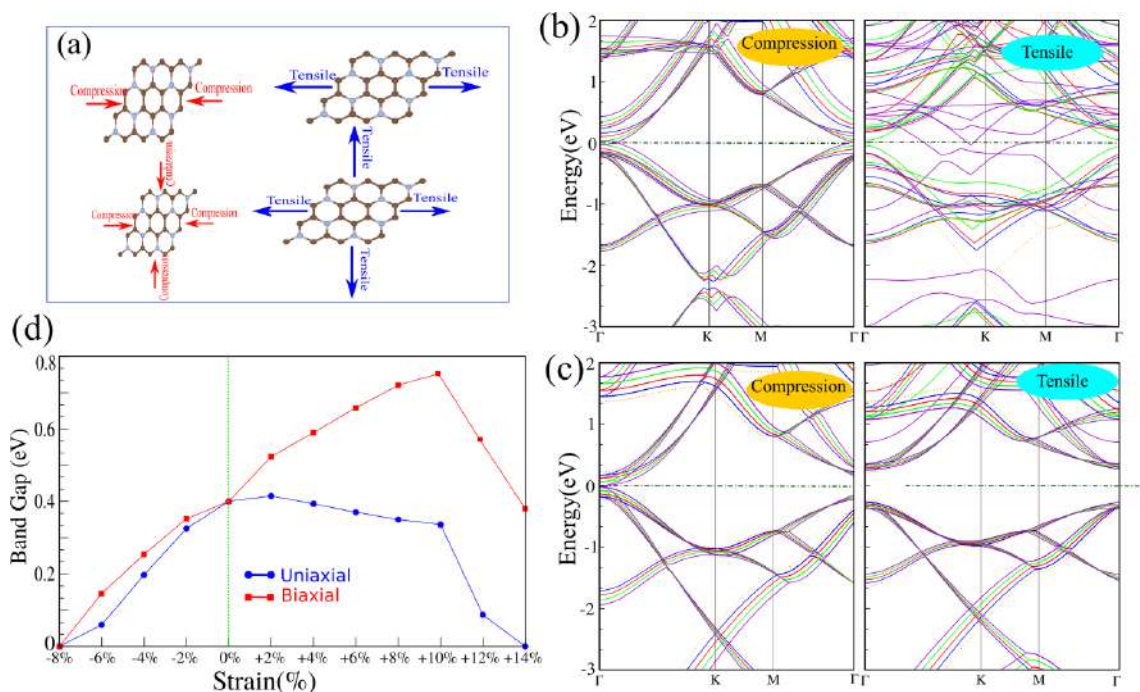 (a)
Compression
Compression
Tensile
Tensile
Compression
Compression
Compression
Compression
Tensile
Tensile
Tensile
Tensile
(b)
Energy(eV)
2
1
0
-1
-2
-3
Compression
Tensile
Γ
K
M
Γ
K
M
Γ
(c)
Energy(eV)
2
1
0
-1
-2
-3
Compression
Tensile
Γ
K
M
Γ
K
M
Γ
(d)
Band Gap (eV)
0.8
0.6
0.4
0.2
0
Uniaxial
Biaxial
-8% -6% -4% -2% 0% +2% +4% +6% +8% +10% +12% +14%
Strain(%)